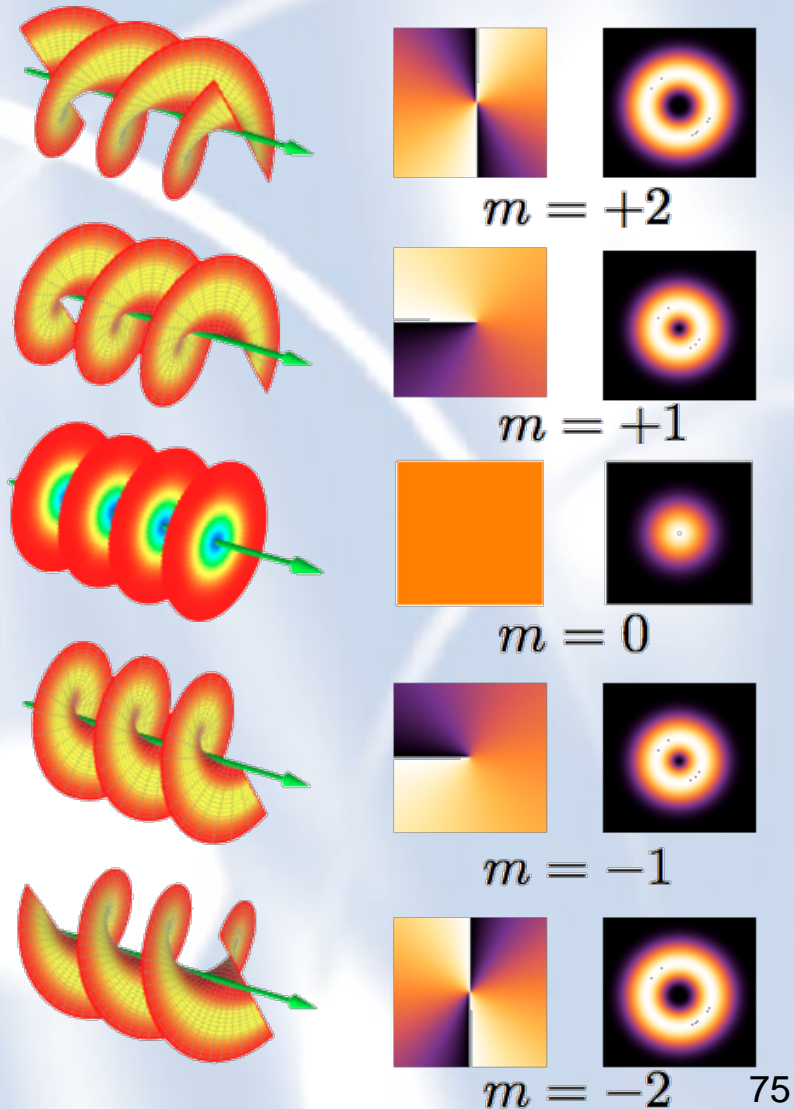 m = +2
m = +1
m = 0
m = −1
m = −2
75